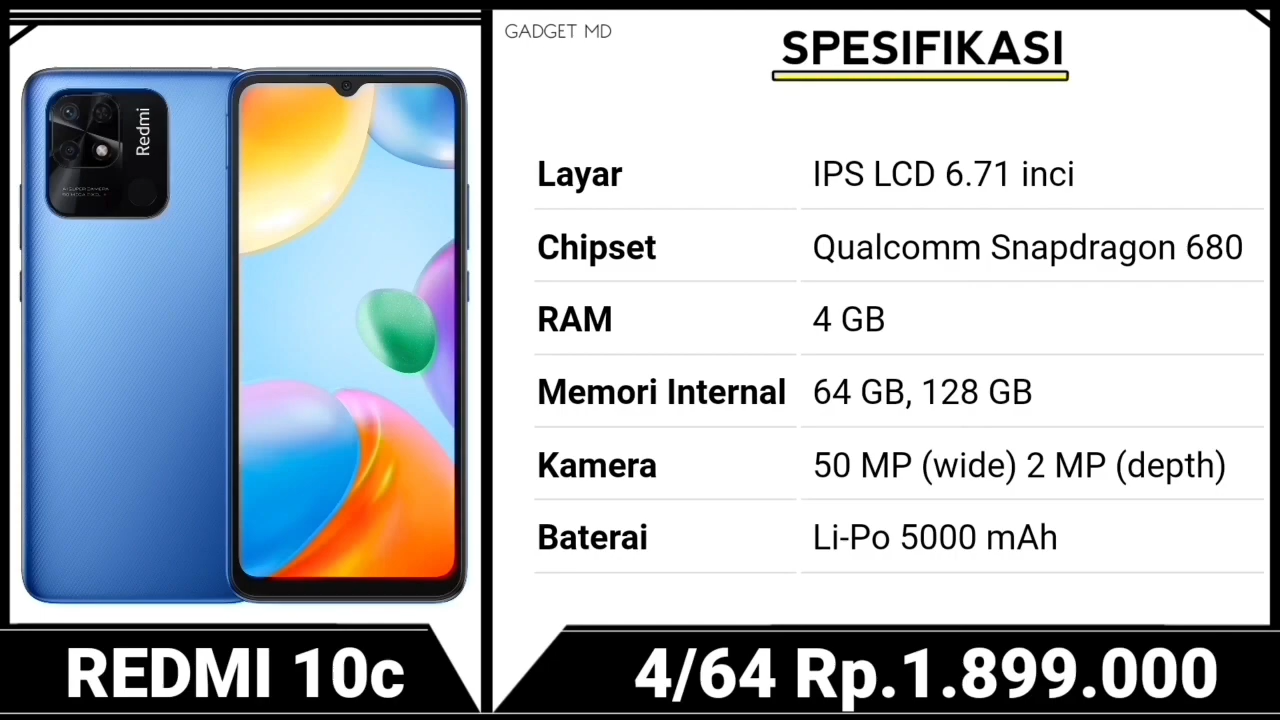 GADGET MD
SPESIFIKASI
Redmi
Layar IPS LCD 6.71 inci
Chipset Qualcomm Snapdragon 680
RAM 4 GB
Memori Internal 64 GB, 128 GB
Kamera 50 MP (wide) 2 MP (depth)
Baterai Li-Po 5000 mAh
REDMI 10c
4/64 Rp.1.899.000